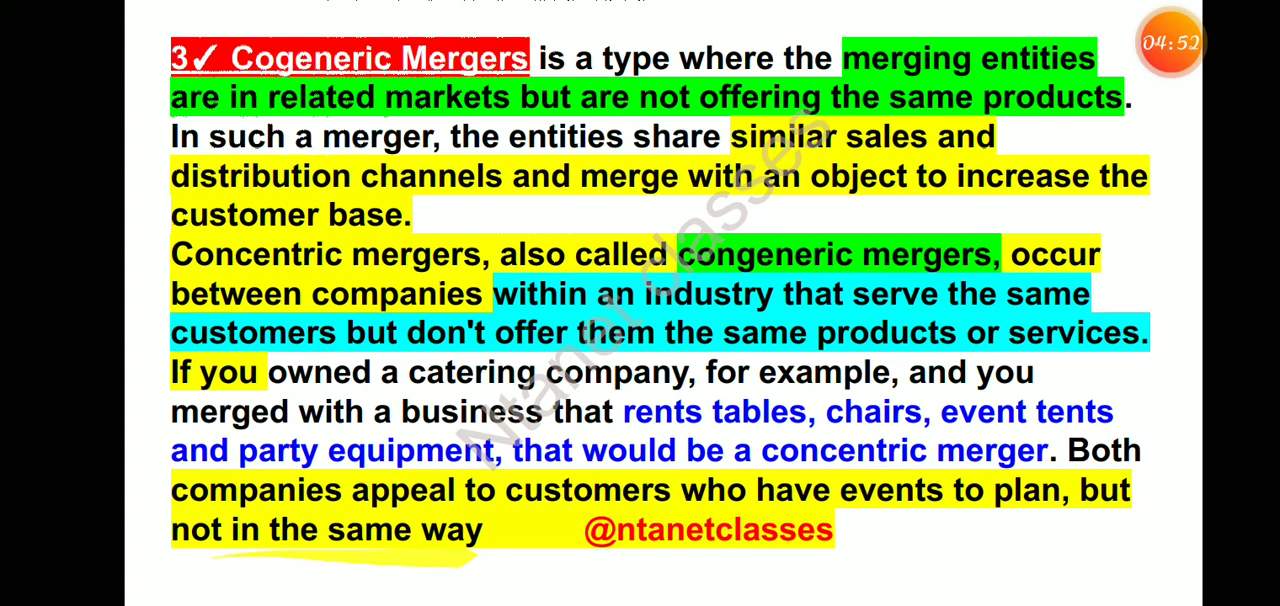 04:52
3✓ Cogeneric Mergers is a type where the merging entities
are in related markets but are not offering the same products.
In such a merger, the entities share similar sales and
distribution channels and merge with an object to increase the
customer base.
Concentric mergers, also called congeneric mergers, occur
between companies within an industry that serve the same
customers but don't offer them the same products or services.
If you owned a catering company, for example, and you
merged with a business that rents tables, chairs, event tents
and party equipment, that would be a concentric merger. Both
companies appeal to customers who have events to plan, but
not in the same way @ntanetclasses
Ntanet classes